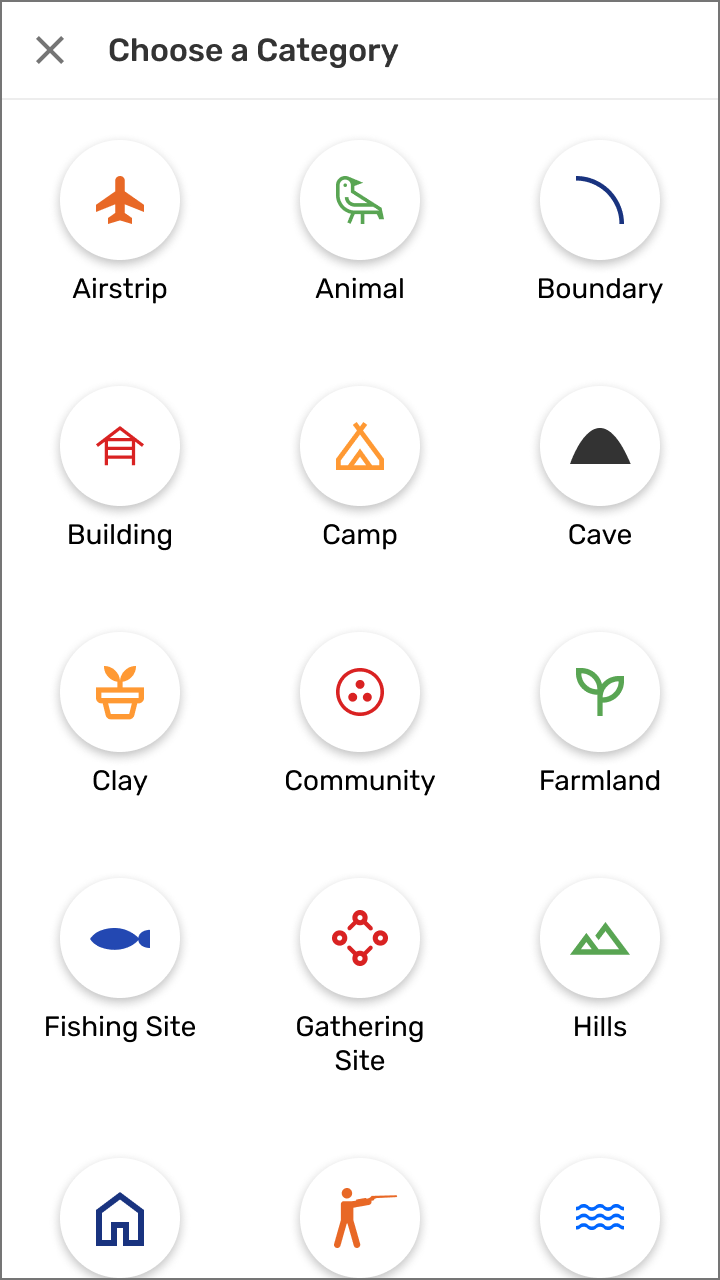 Choose a Category
Airstrip
Animal
Boundary
Building
Camp
Cave
Clay
Community
Farmland
Fishing Site
Gathering
Site
Hills